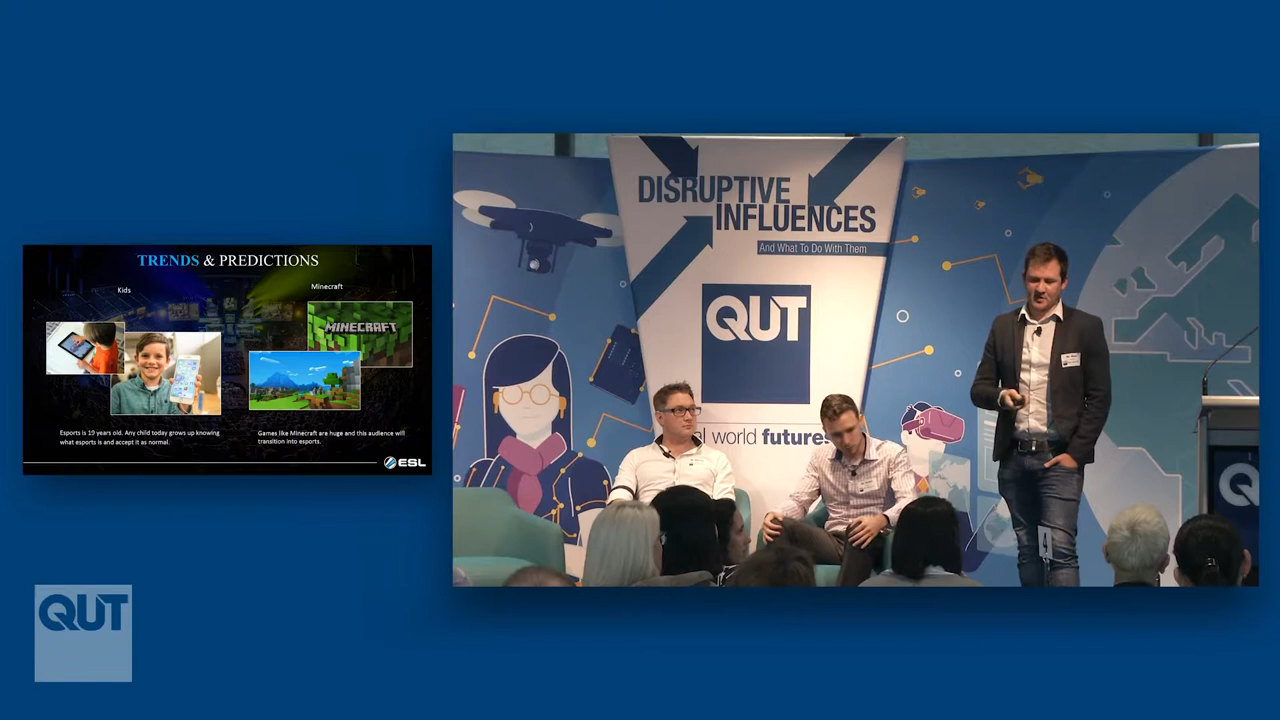 TRENDS & PREDICTIONS
Kids
Minecraft
MINECRAFT
Esports is 19 years old. Any child today grows up knowing
what esports is and accept it as normal.
Games like Minecraft are huge and this audience will
transition into esports.
ESL
DISRUPTIVE
INFLUENCES
And What To Do With Them
QUT
world futures
QUT